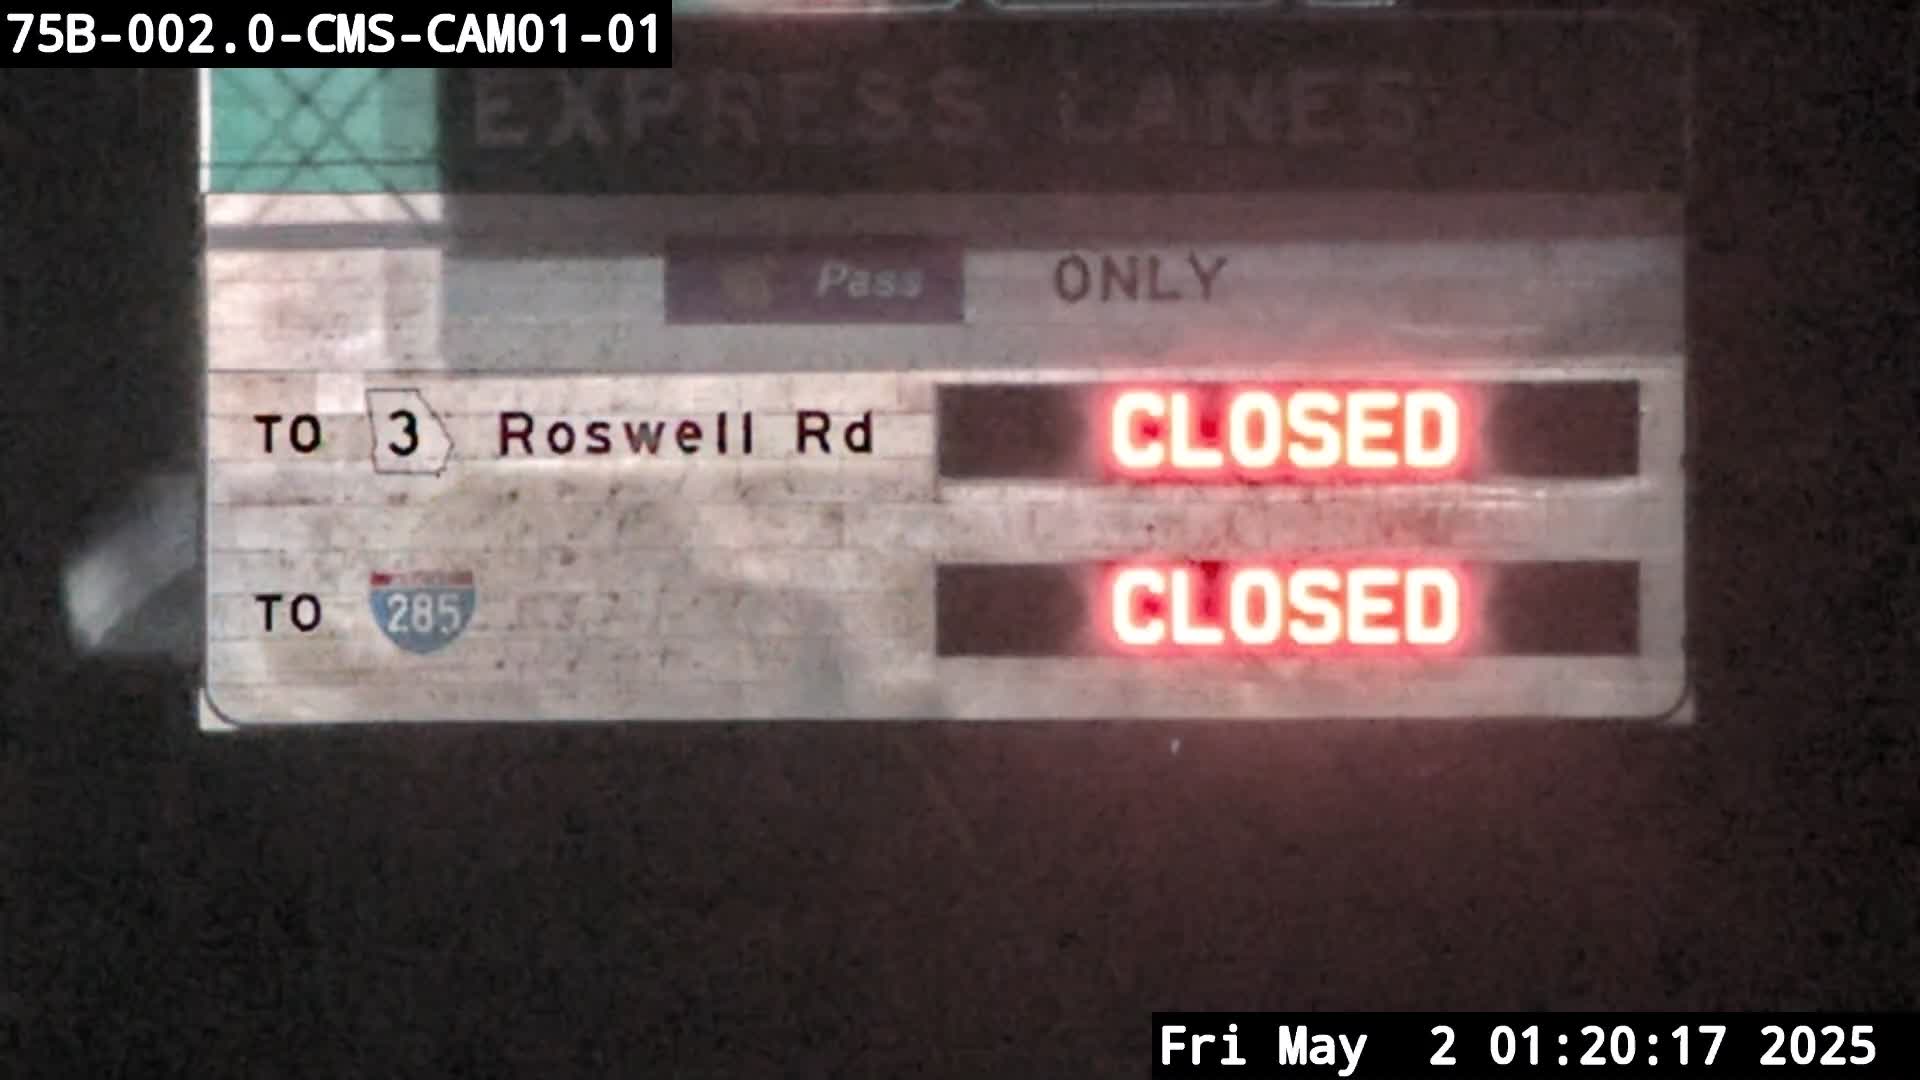 75B-002.0-CMS-CAM01-01
EXPRESS LANES
Pass ONLY
TO 3 Roswell Rd CLOSED
TO 285 CLOSED
Fri May 2 01:20:17 2025